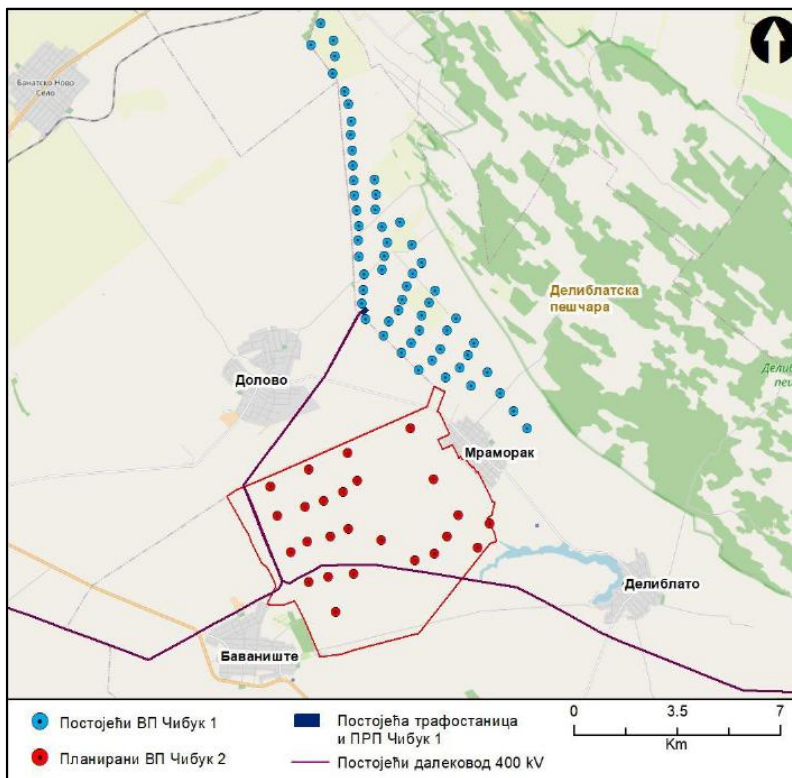 Банатско Ново
Село
Делиблатска
пешчара
Долово
Мраморак
Делиблато
Баваниште
Постојећи ВП Чибук 1
Планирани ВП Чибук 2
Постојећа трафостаница
и ПРП Чибук 1
Постојећи далековод 400 kV
0 3.5 7
Km